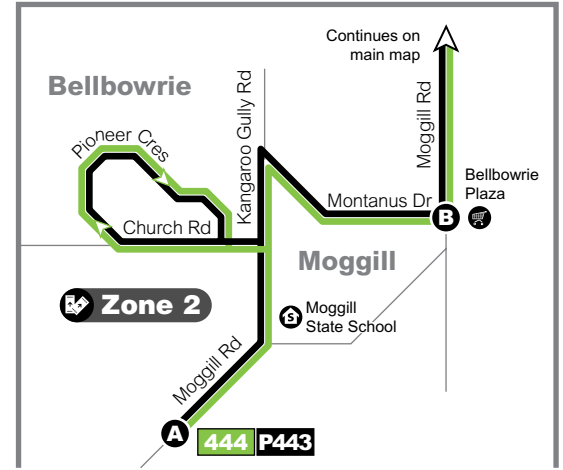 Continues on
main map
Bellbowrie
Kangaroo Gully Rd
Moggill Rd
Pioneer Cres
Bellbowrie
Plaza
Montanus Dr
B
Church Rd
Moggill
Zone 2
S
Moggill
State School
Moggill Rd
A
444 P443